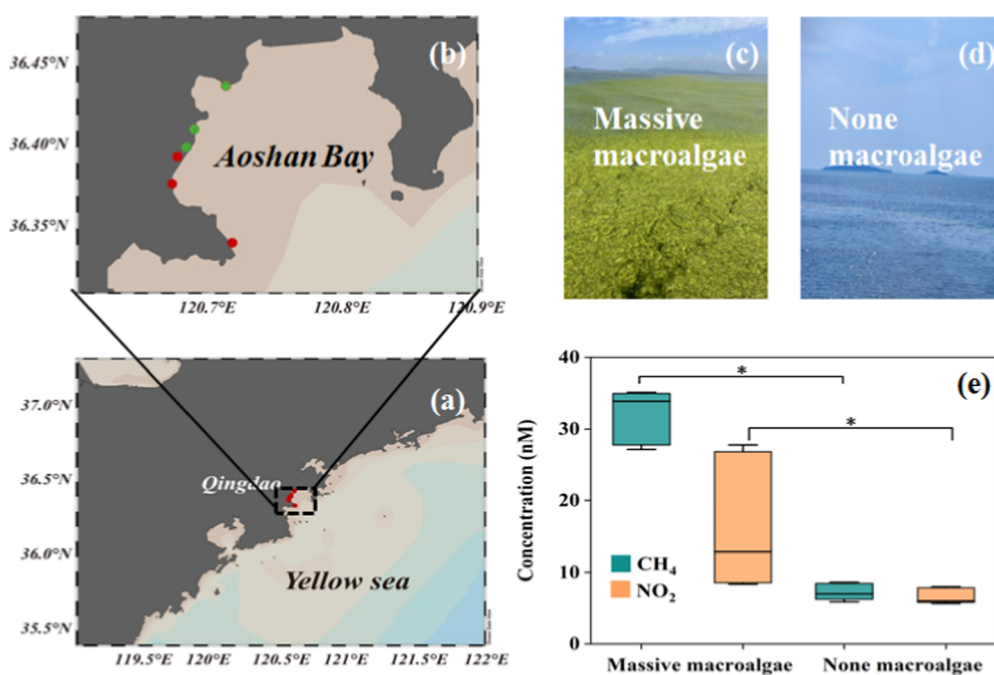 (b)
36.45°N
36.40°N
36.35°N
Aoshan Bay
120.7°E 120.8°E 120.9°E
(c)
Massive
macroalgae
(d)
None
macroalgae
(a)
37.0°N
36.5°N
36.0°N
35.5°N
Qingdao
Yellow sea
119.5°E 120°E 120.5°E 121°E 121.5°E 122°E
(e)
Concentration (nM)
40
30
20
10
0
*
*
CH₄
NO₂
Massive macroalgae None macroalgae